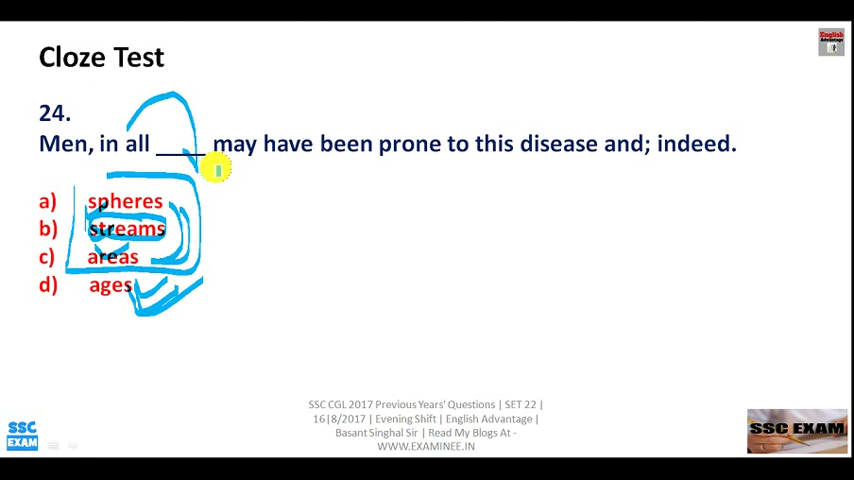 Cloze Test
English
Advantage
24.
Men, in all ____ may have been prone to this disease and; indeed.
a) spheres
b) streams
c) areas
d) ages
SSC CGL 2017 Previous Years' Questions | SET 22 |
16|8/2017 | Evening Shift | English Advantage |
Basant Singhal Sir | Read My Blogs At -
WWW.EXAMINEE.IN
SSC
EXAM
SSC EXAM